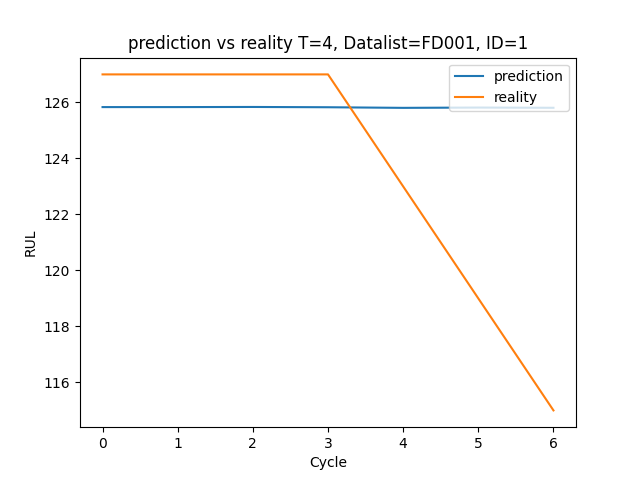 prediction vs reality T=4, Datalist=FD001, ID=1
prediction
reality
RUL
126
124
122
120
118
116
0 1 2 3 4 5 6
Cycle